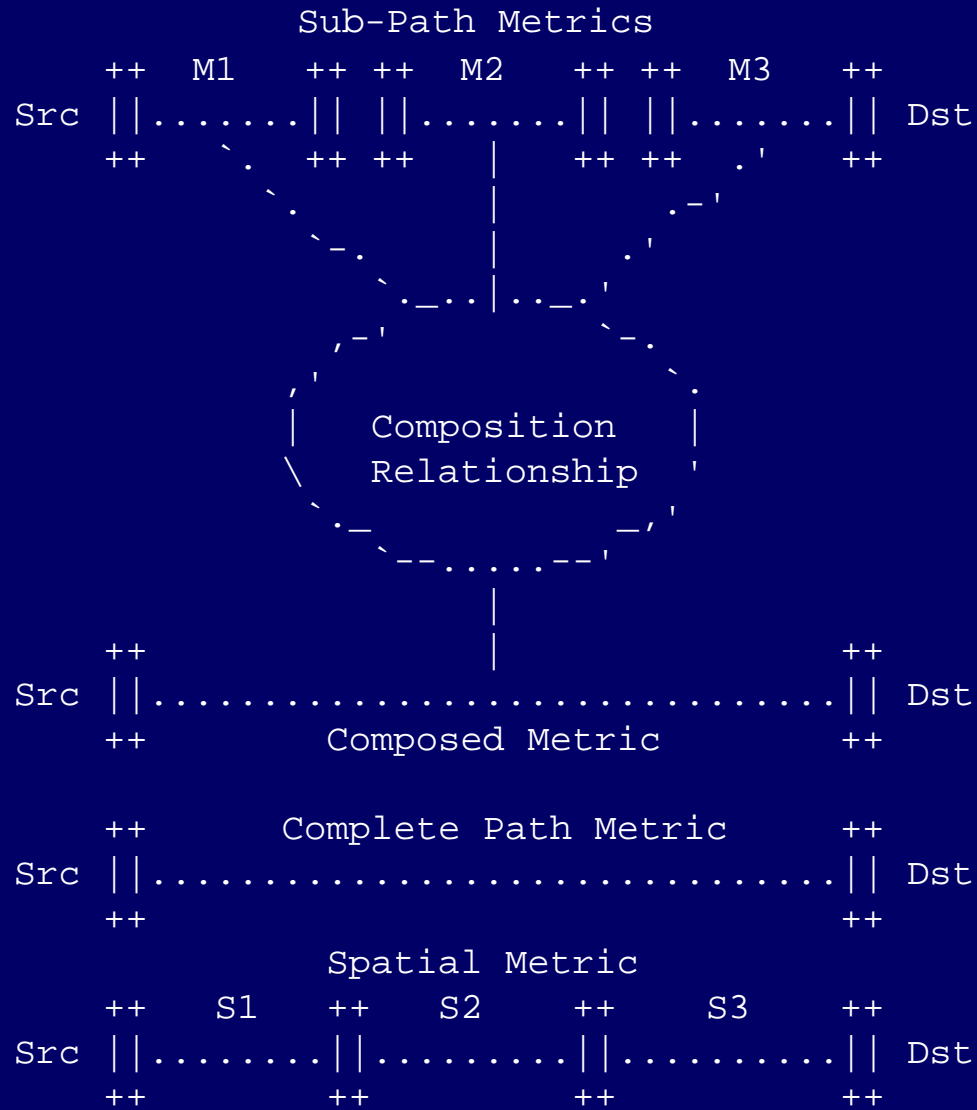 Sub-Path Metrics
     ++  M1   ++ ++  M2   ++ ++  M3   ++
Src ||.......|| ||.......|| ||.......|| Dst
     ++   `.  ++ ++   |   ++ ++   .'  ++
            `.        |       .-'
              `-.     |     .'
                 `._..|.._.'
               ,-'         `-.
             ,'               `.
             |   Composition   |
             \   Relationship  '
              `._           _,'
                 `--.....--'
                      |
     ++               |               ++
Src ||...............................|| Dst
     ++        Composed Metric        ++
     ++      Complete Path Metric     ++
Src ||...............................|| Dst
     ++                               ++
               Spatial Metric
     ++   S1   ++    S2    ++    S3    ++
Src ||........||.........||..........|| Dst
     ++        ++         ++          ++